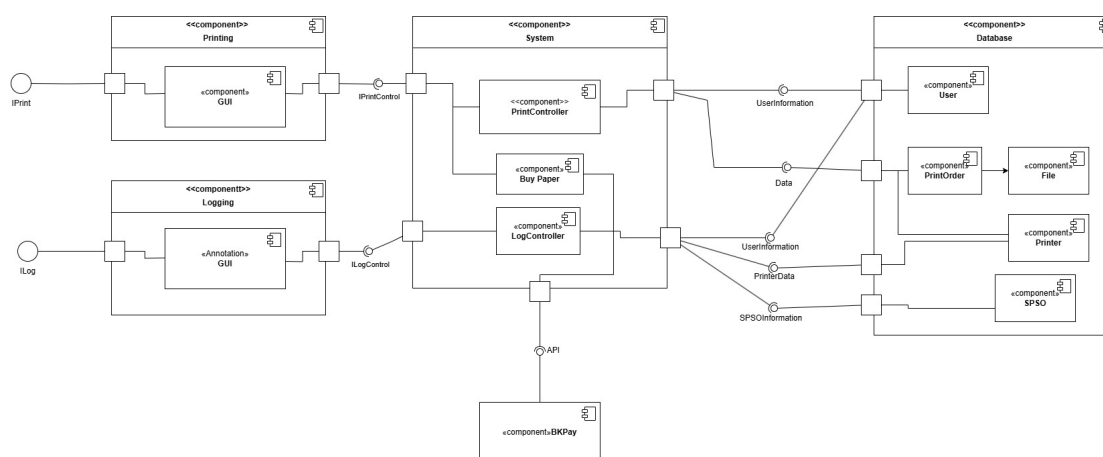 <<component>>
Printing
«component»
GUI
IPrint
IPrintControl
<<component>>
Logging
«Annotation»
GUI
ILog
ILogControl
<<component>>
System
<<component>>
PrintController
«component»
Buy Paper
«component»
LogController
API
«component»BKPay
UserInformation
Data
UserInformation
PrinterData
SPSOInformation
<<component>>
Database
«component»
User
«component»
PrintOrder
«component»
File
«component»
Printer
«component»
SPSO